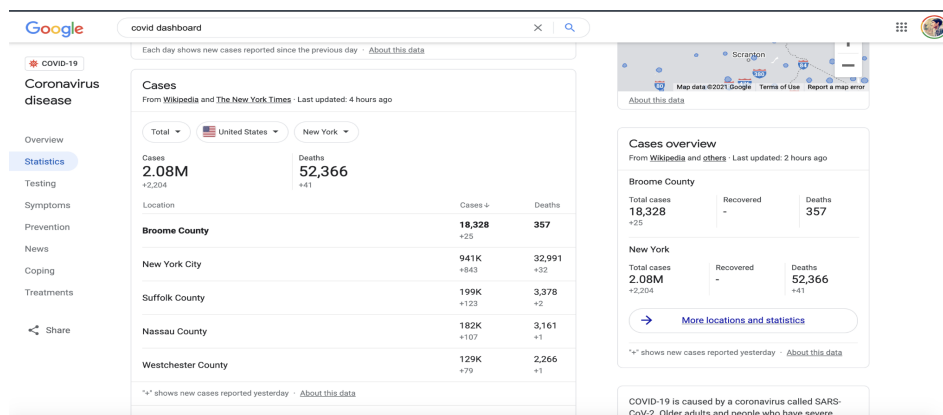 Google
covid dashboard
COVID-19
Coronavirus
disease
Overview
Statistics
Testing
Symptoms
Prevention
News
Coping
Treatments
Share
Each day shows new cases reported since the previous day · About this data
Cases
From Wikipedia and The New York Times · Last updated: 4 hours ago
Total
United States
New York
Cases
2.08M
+2,204
Deaths
52,366
+41
Location Cases Deaths
Broome County 18,328 357
+25
New York City 941K 32,991
+843 +32
Suffolk County 199K 3,378
+123 +2
Nassau County 182K 3,161
+107 +1
Westchester County 129K 2,266
+79 +1
"+" shows new cases reported yesterday · About this data
Scranton
84
380
80
Map data ©2021 Google Terms of Use Report a map error
About this data
Cases overview
From Wikipedia and others · Last updated: 2 hours ago
Broome County
Total cases Recovered Deaths
18,328 - 357
+25
New York
Total cases Recovered Deaths
2.08M - 52,366
+2,204 +41
More locations and statistics
"+" shows new cases reported yesterday · About this data
COVID-19 is caused by a coronavirus called SARS-
CoV-2. Older adults and people who have severe